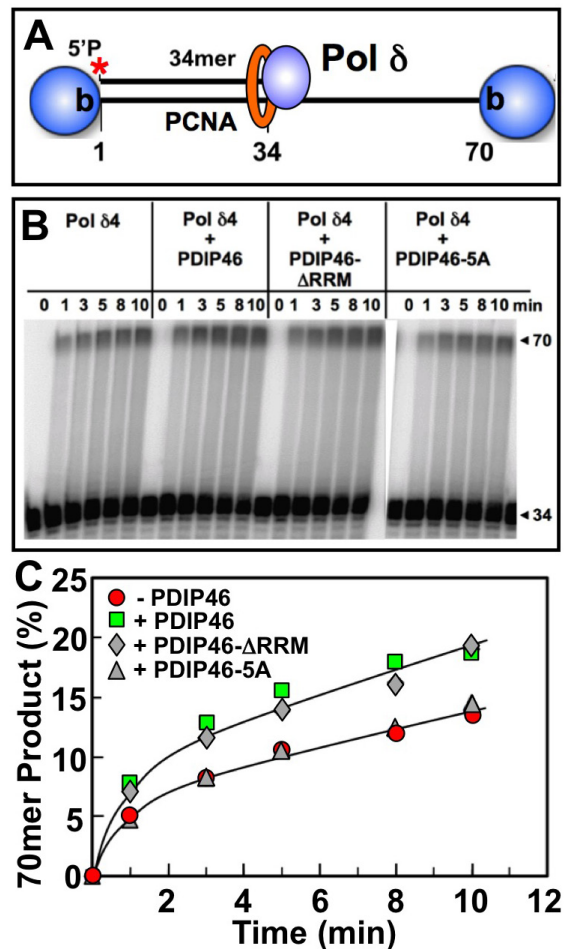 A
5'P
*
34mer
Pol δ
b
b
PCNA
1
34
70
B
Pol δ4
Pol δ4
+
PDIP46
Pol δ4
+
PDIP46-
ΔRRM
Pol δ4
+
PDIP46-5A
0 1 3 5 8 10 0 1 3 5 8 10 0 1 3 5 8 10 0 1 3 5 8 10 min
◄70
◄34
C
25
20
15
10
5
0
- PDIP46
+ PDIP46
+ PDIP46-ΔRRM
+ PDIP46-5A
70mer Product (%)
2 4 6 8 10 12
Time (min)